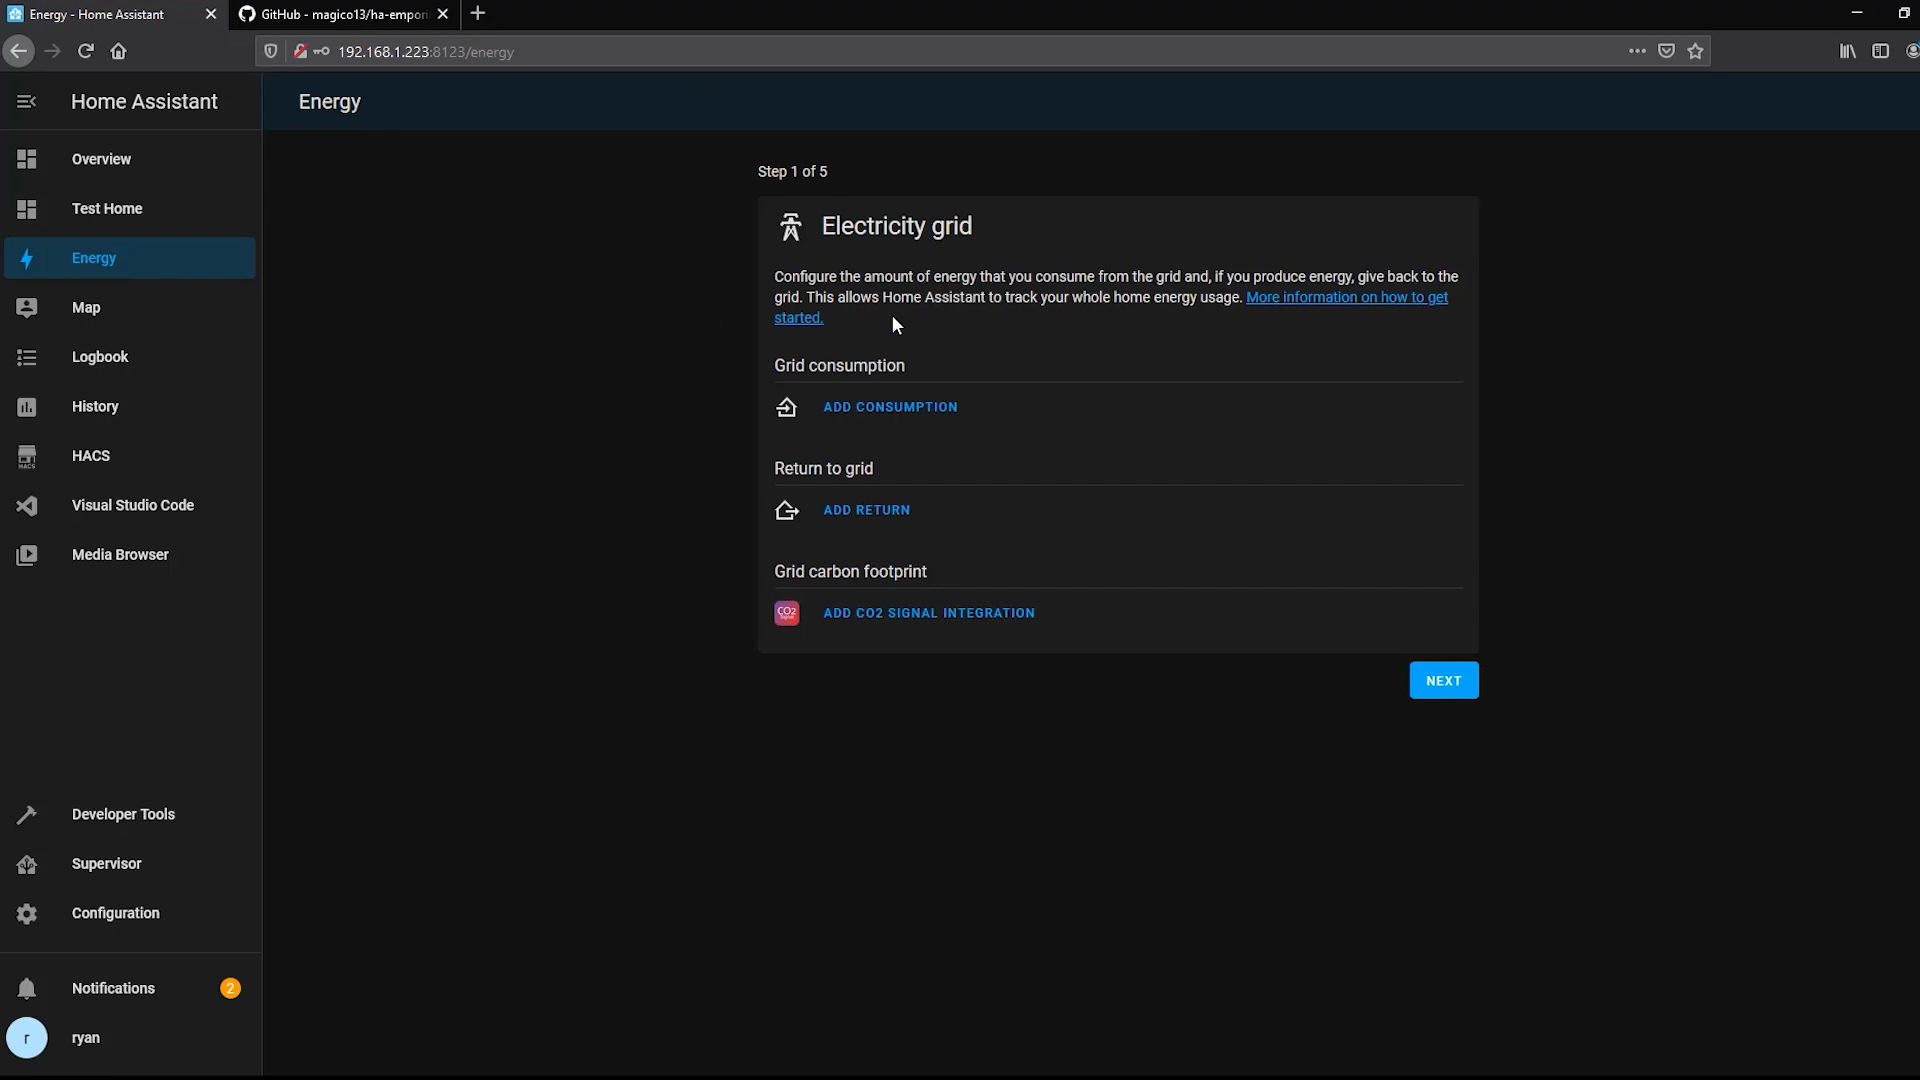 Energy - Home Assistant
GitHub - magico13/ha-empori
192.168.1.223:8123/energy
Home Assistant
Energy
Overview
Test Home
Energy
Map
Logbook
History
HACS
HACS
Visual Studio Code
Media Browser
Developer Tools
Supervisor
Configuration
Notifications
2
r
ryan
Step 1 of 5
Electricity grid
Configure the amount of energy that you consume from the grid and, if you produce energy, give back to the
grid. This allows Home Assistant to track your whole home energy usage. More information on how to get
started.
Grid consumption
ADD CONSUMPTION
Return to grid
ADD RETURN
Grid carbon footprint
CO2
Signal
ADD CO2 SIGNAL INTEGRATION
NEXT